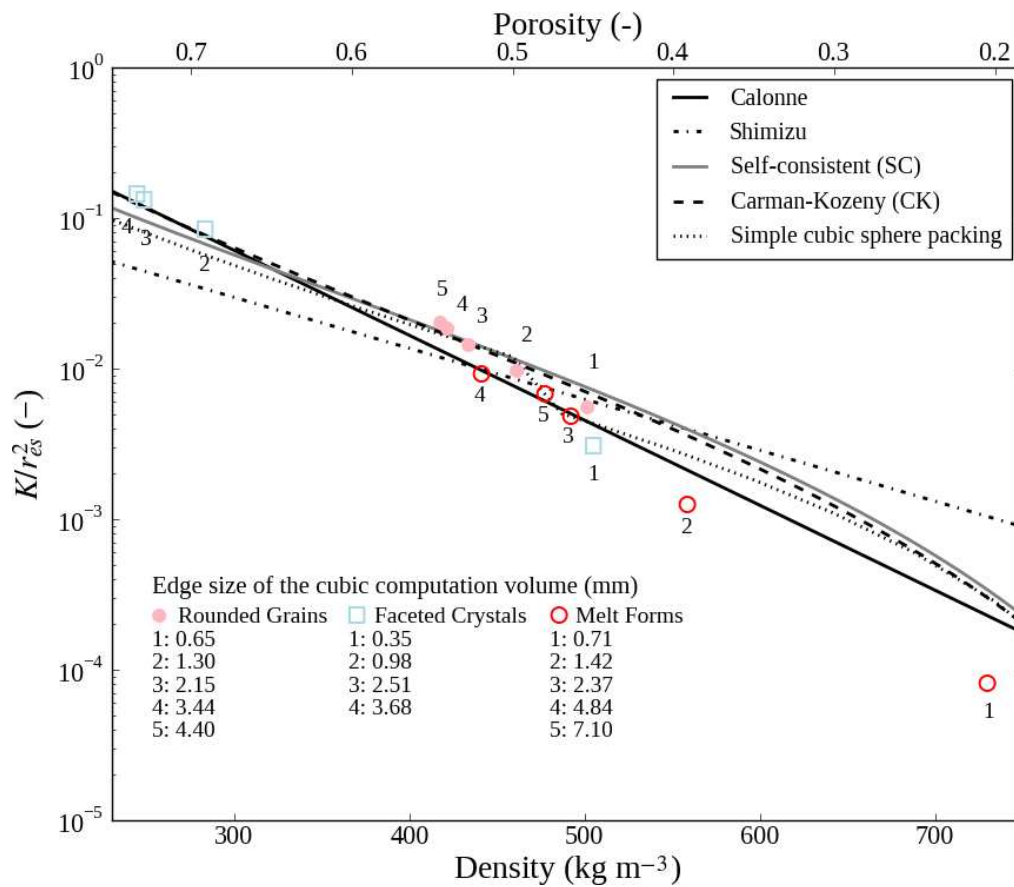 Porosity (-)
0.7 0.6 0.5 0.4 0.3 0.2
10^0
10^-1
10^-2
10^-3
10^-4
10^-5
K/r_es^2 (−)
Calonne
Shimizu
Self-consistent (SC)
Carman-Kozeny (CK)
Simple cubic sphere packing
4 3 2
5 4 3 2 1
4 5 3 1
2
1
Edge size of the cubic computation volume (mm)
Rounded Grains Faceted Crystals Melt Forms
1: 0.65 1: 0.35 1: 0.71
2: 1.30 2: 0.98 2: 1.42
3: 2.15 3: 2.51 3: 2.37
4: 3.44 4: 3.68 4: 4.84
5: 4.40 5: 7.10
300 400 500 600 700
Density (kg m^−3)